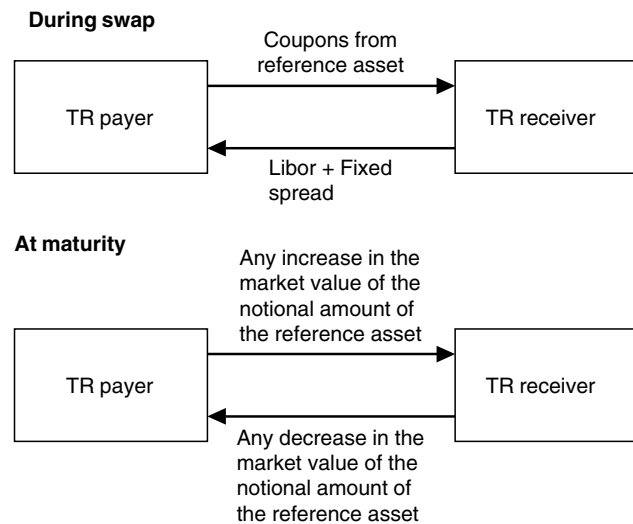 During swap
Coupons from
reference asset
TR payer
TR receiver
Libor + Fixed
spread
At maturity
Any increase in the
market value of the
notional amount of
the reference asset
TR payer
TR receiver
Any decrease in the
market value of the
notional amount of
the reference asset